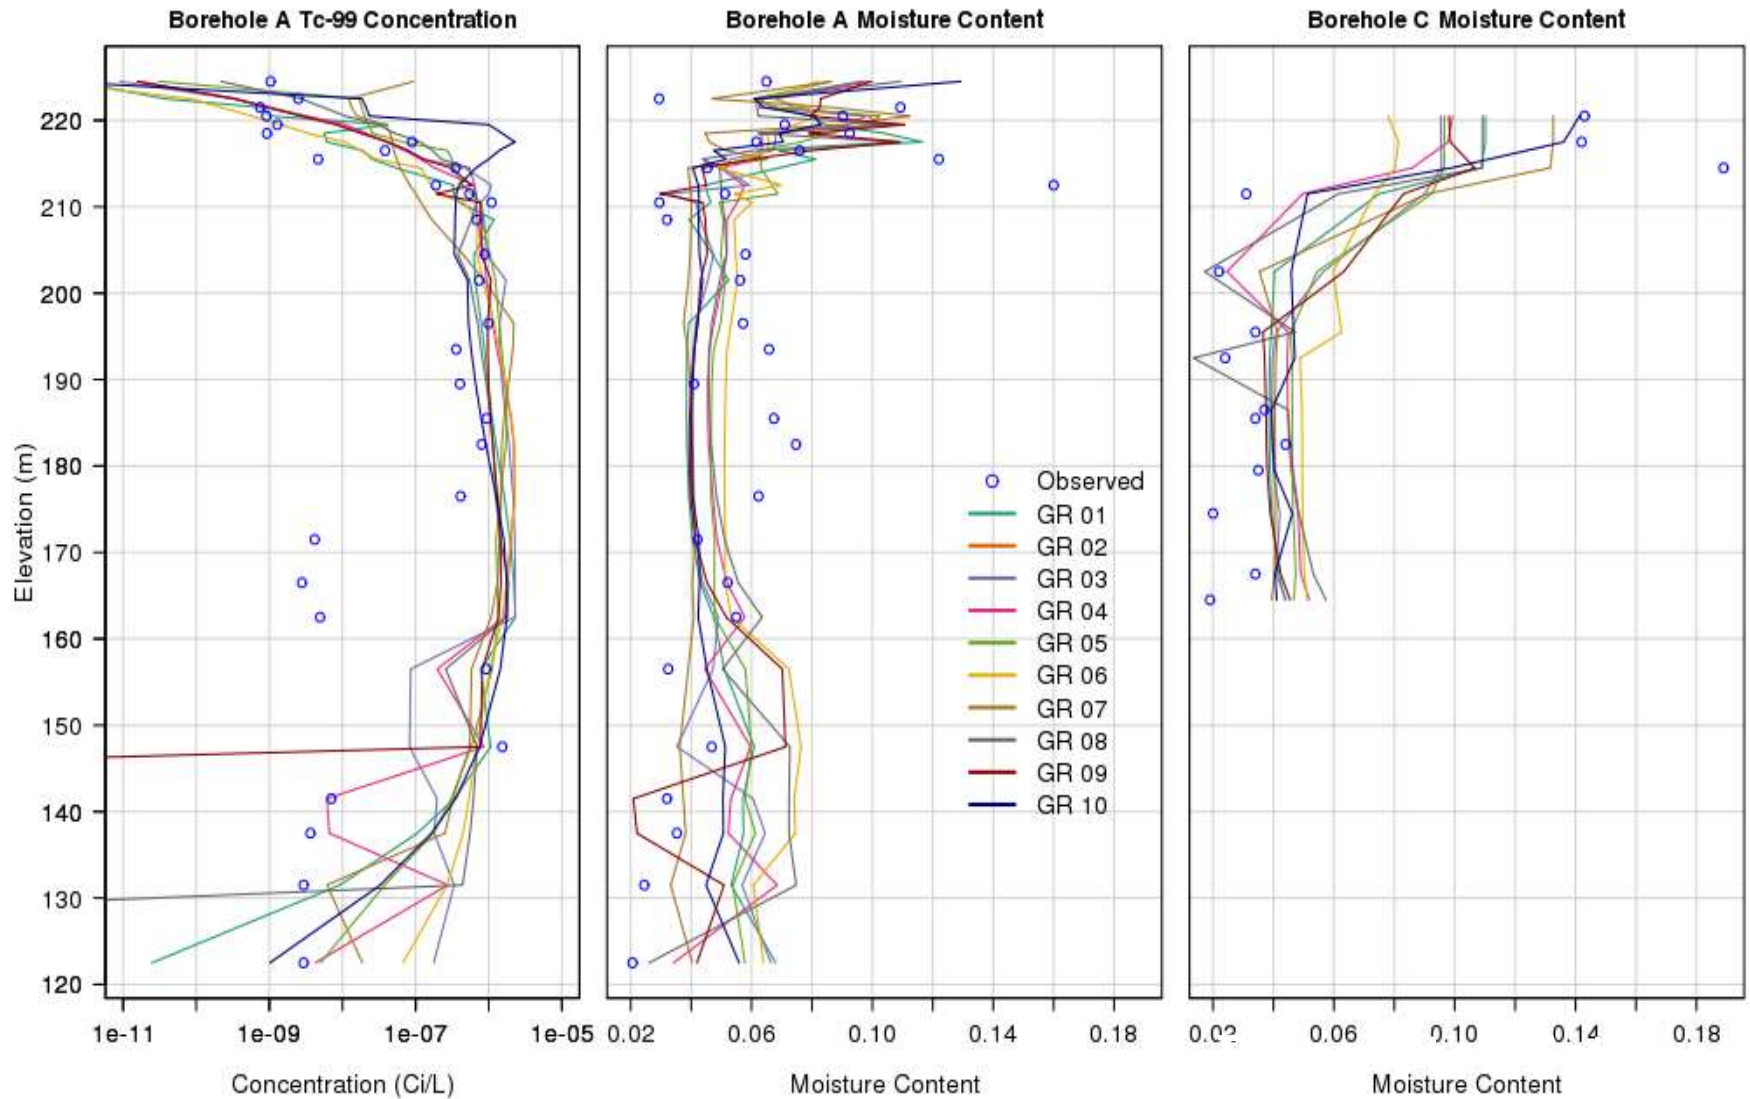 Borehole A Tc-99 Concentration
Borehole A Moisture Content
Borehole C Moisture Content
Elevation (m)
220
210
200
190
180
170
160
150
140
130
120
Observed
GR 01
GR 02
GR 03
GR 04
GR 05
GR 06
GR 07
GR 08
GR 09
GR 10
1e-11 1e-09 1e-07 1e-05
0.02 0.06 0.10 0.14 0.18
0.06 0.14 0.18
Concentration (Ci/L)
Moisture Content
Moisture Content